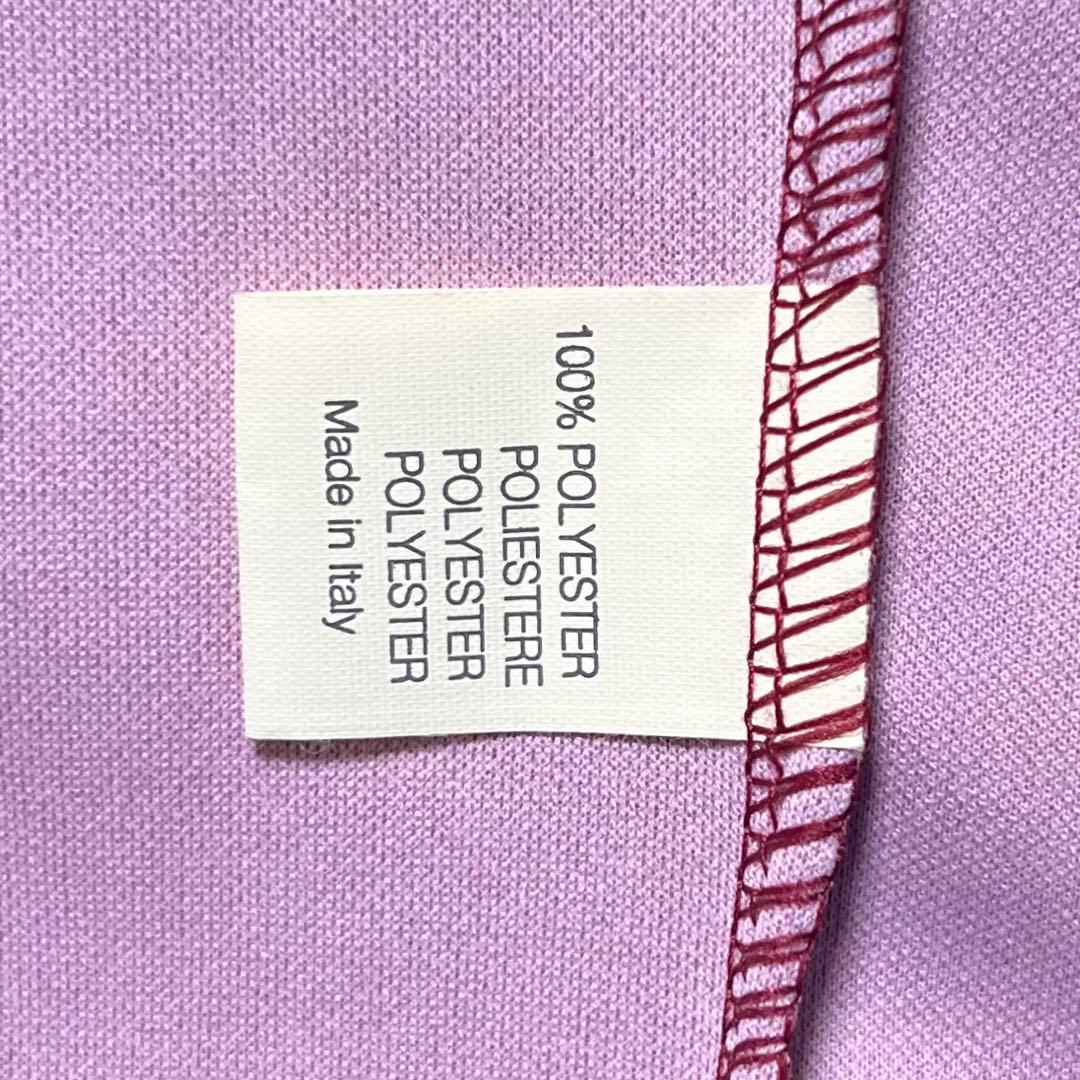 100% POLYESTER
POLIESTERE
POLYESTER
POLYESTER
Made in Italy